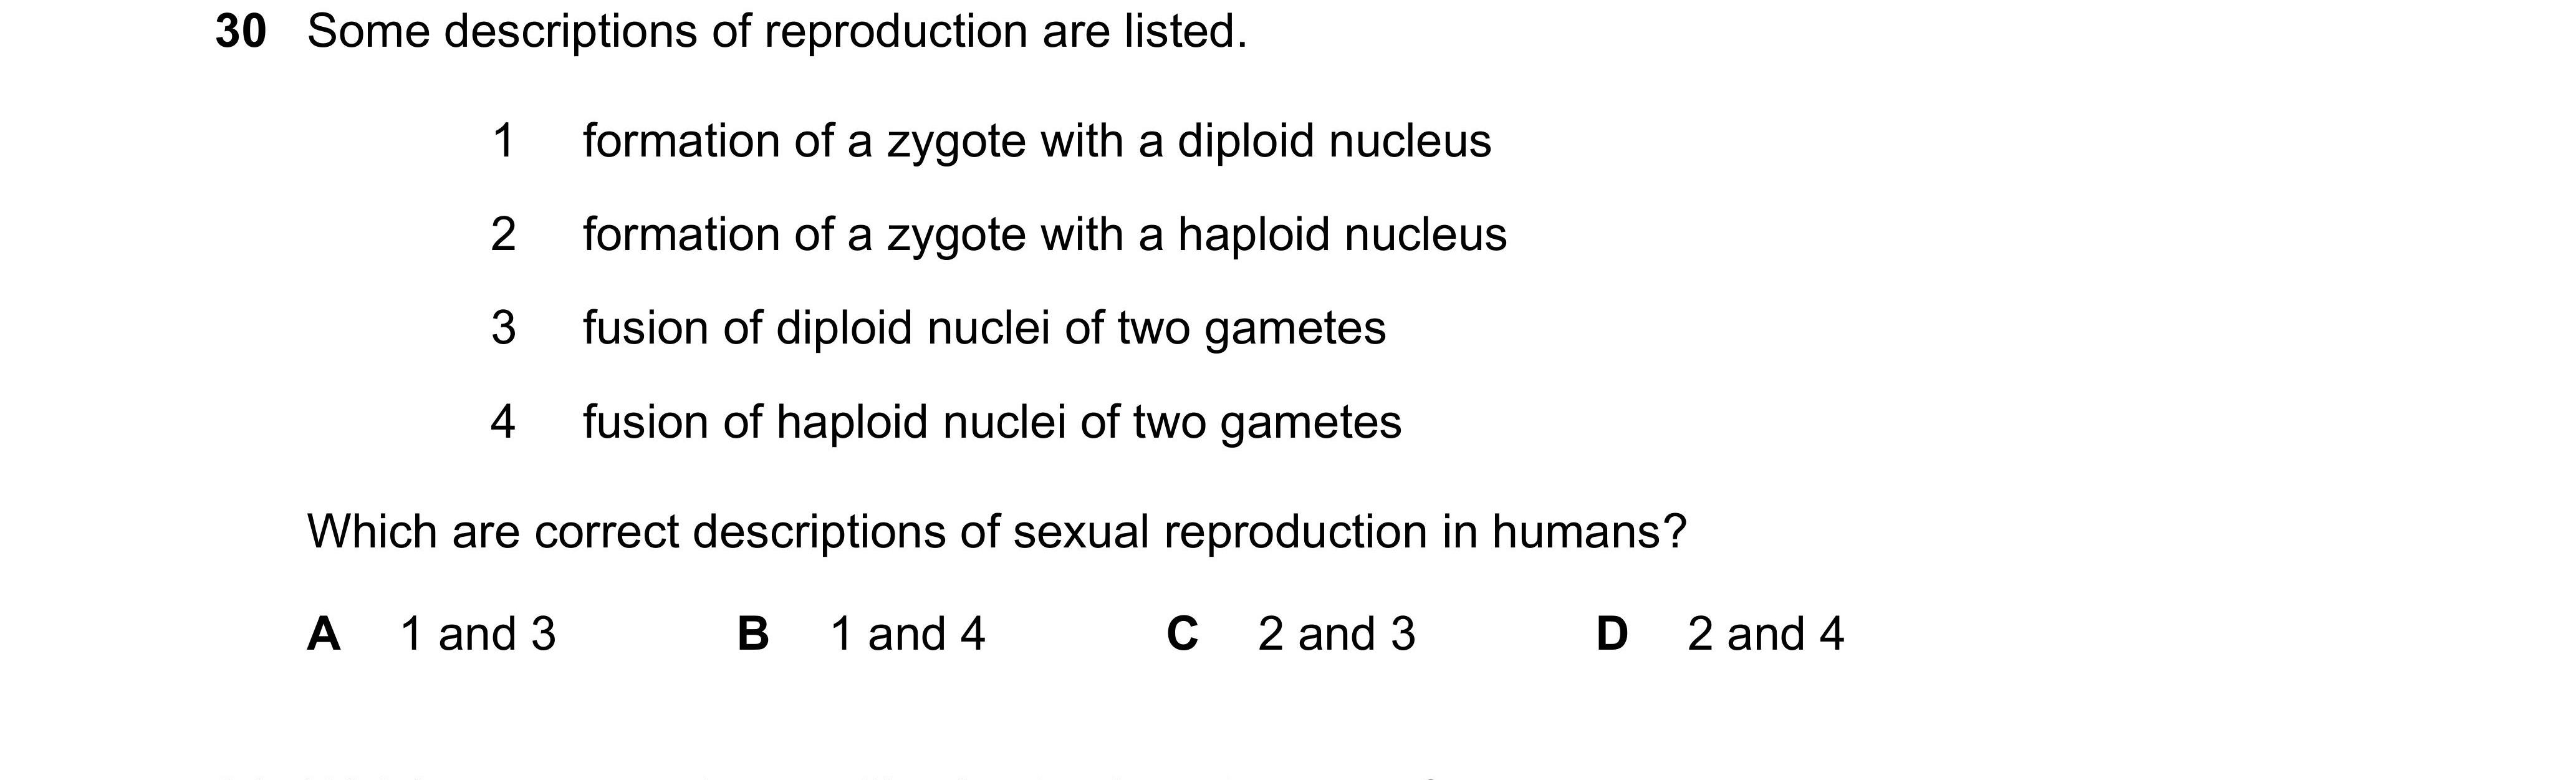 30 Some descriptions of reproduction are listed.
1 formation of a zygote with a diploid nucleus
2 formation of a zygote with a haploid nucleus
3 fusion of diploid nuclei of two gametes
4 fusion of haploid nuclei of two gametes
Which are correct descriptions of sexual reproduction in humans?
A 1 and 3 B 1 and 4 C 2 and 3 D 2 and 4